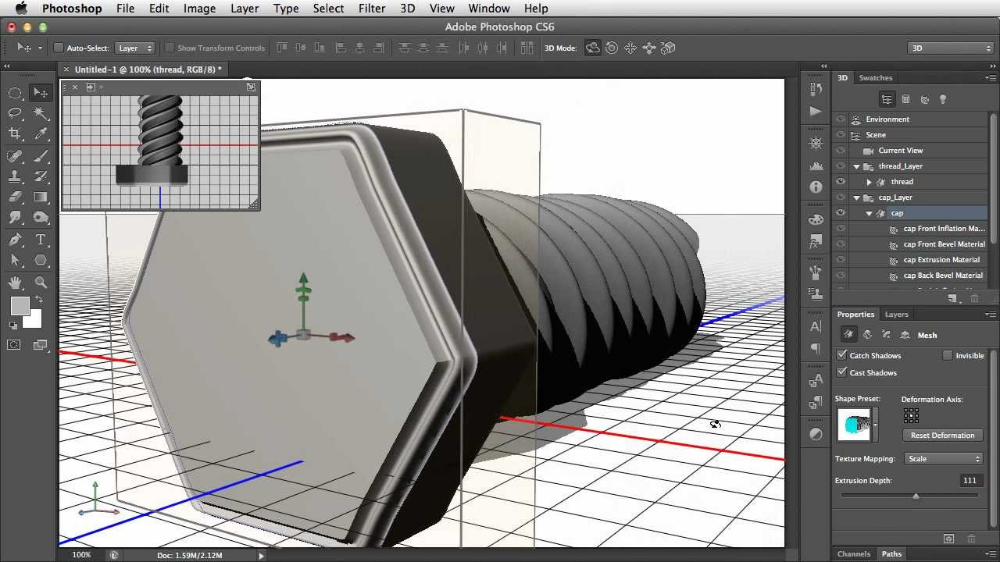 Photoshop File Edit Image Layer Type Select Filter 3D View Window Help
Adobe Photoshop CS6
Auto-Select: Layer Show Transform Controls 3D Mode: 3D
Untitled-1 @ 100% (thread, RGB/8) *
3D Swatches
Environment
Scene
Current View
thread_Layer
thread
cap_Layer
cap
cap Front Inflation Ma...
cap Front Bevel Material
cap Extrusion Material
cap Back Bevel Material
Properties Layers
Mesh
Catch Shadows Invisible
Cast Shadows
Shape Preset: Deformation Axis:
Reset Deformation
Texture Mapping: Scale
Extrusion Depth: 111
100% Doc: 1.59M/2.12M
Channels Paths